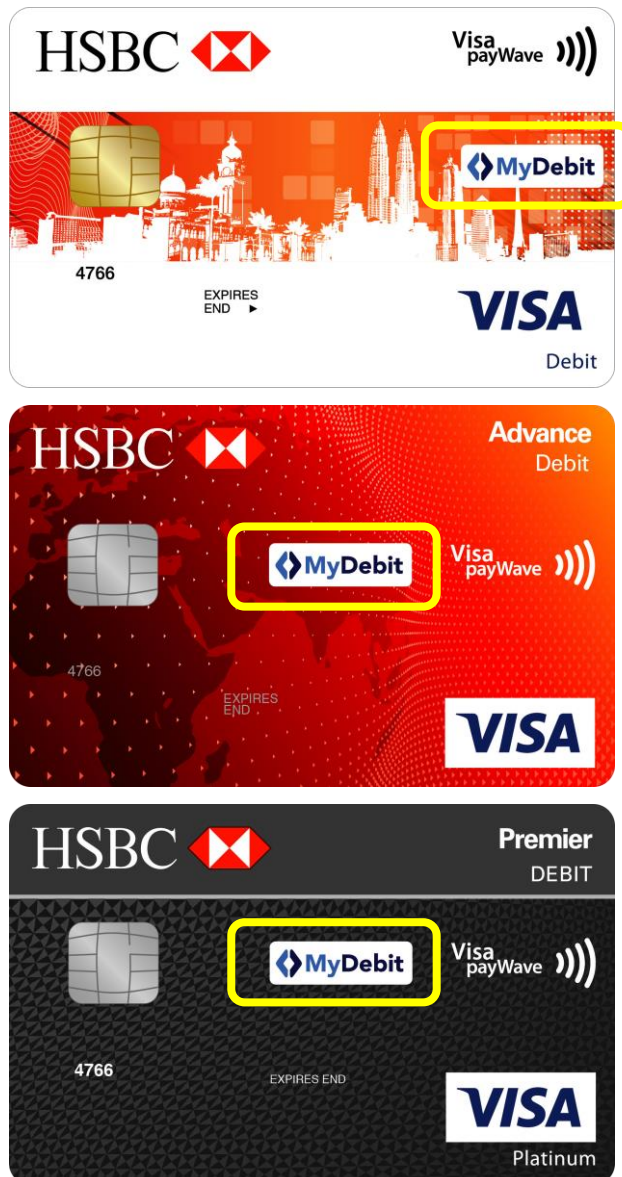 HSBC
Visa
payWave
MyDebit
4766
EXPIRES
END ►
VISA
Debit
HSBC
Advance
Debit
MyDebit
Visa
payWave
4766
EXPIRES
END
VISA
HSBC
Premier
DEBIT
MyDebit
Visa
payWave
4766
EXPIRES END
VISA
Platinum